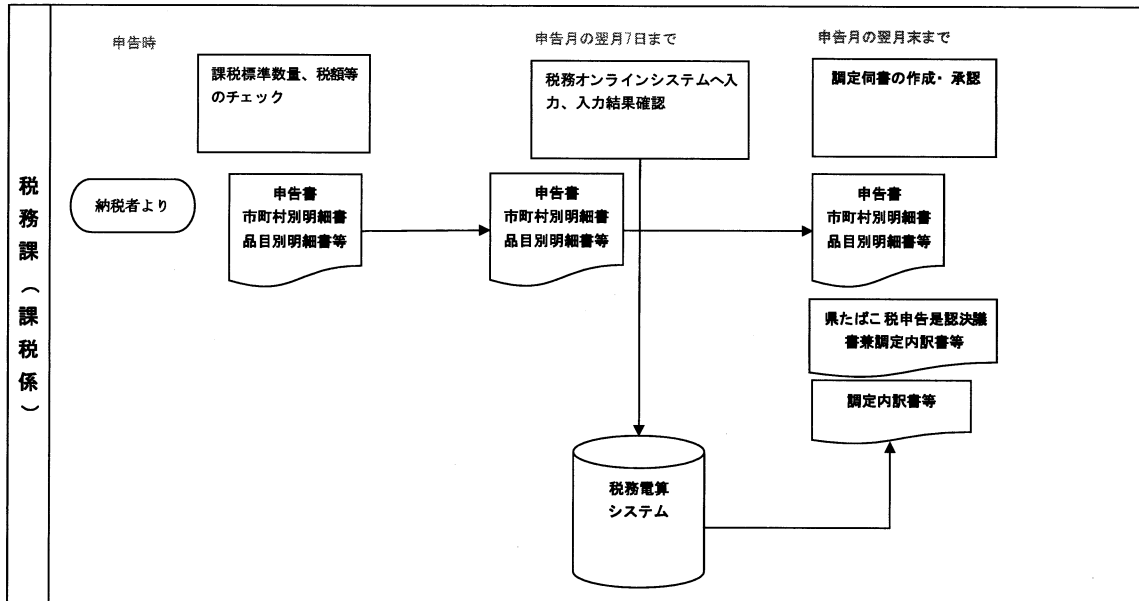 税務課（課税係）
申告時
課税標準数量、税額等
のチェック
納税者より
申告書
市町村別明細書
品目別明細書等
申告月の翌月7日まで
税務オンラインシステムへ入
力、入力結果確認
申告書
市町村別明細書
品目別明細書等
税務電算
システム
申告月の翌月末まで
調定伺書の作成・承認
申告書
市町村別明細書
品目別明細書等
県たばこ税申告是認決議
書兼調定内訳書等
調定内訳書等